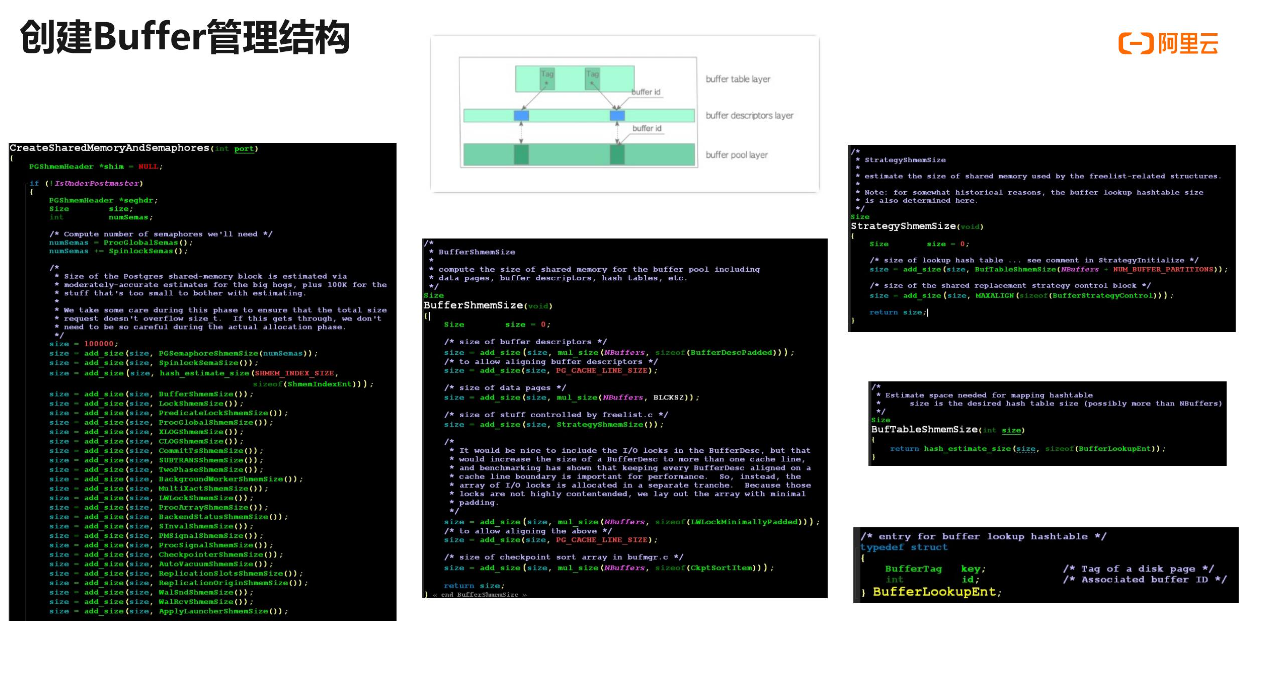 创建Buffer管理结构
阿里云
Tag Tag
buffer id
buffer id
buffer table layer
buffer descriptors layer
buffer pool layer
CreateSharedMemoryAndSemaphores(int port)
{
PGShmemHeader *shim = NULL;
if (!IsUnderPostmaster)
{
PGShmemHeader *seghdr;
Size size;
int numSemas;
/* Compute number of semaphores we'll need */
numSemas = ProcGlobalSemas();
numSemas += SpinlockSemas();
/*
* Size of the Postgres shared-memory block is estimated via
* moderately-accurate estimates for the big hogs, plus 100K for the
* stuff that's too small to bother with estimating.
*
* We take some care during this phase to ensure that the total size
* request doesn't overflow size_t. If this gets through, we don't
* need to be so careful during the actual allocation phase.
*/
size = 100000;
size = add_size(size, PGSemaphoreShmemSize(numSemas));
size = add_size(size, SpinlockSemaSize());
size = add_size(size, hash_estimate_size(SHMEM_INDEX_SIZE,
sizeof(ShmemIndexEnt)));
size = add_size(size, BufferShmemSize());
size = add_size(size, LockShmemSize());
size = add_size(size, PredicateLockShmemSize());
size = add_size(size, ProcGlobalShmemSize());
size = add_size(size, XLOGShmemSize());
size = add_size(size, CLOGShmemSize());
size = add_size(size, CommitTsShmemSize());
size = add_size(size, SUBTRANSShmemSize());
size = add_size(size, TwoPhaseShmemSize());
size = add_size(size, BackgroundWorkerShmemSize());
size = add_size(size, MultiXactShmemSize());
size = add_size(size, LWLockShmemSize());
size = add_size(size, ProcArrayShmemSize());
size = add_size(size, BackendStatusShmemSize());
size = add_size(size, SInvalShmemSize());
size = add_size(size, PMSignalShmemSize());
size = add_size(size, ProcSignalShmemSize());
size = add_size(size, CheckpointerShmemSize());
size = add_size(size, AutoVacuumShmemSize());
size = add_size(size, ReplicationSlotsShmemSize());
size = add_size(size, ReplicationOriginShmemSize());
size = add_size(size, WalSndShmemSize());
size = add_size(size, WalRcvShmemSize());
size = add_size(size, ApplyLauncherShmemSize());
/*
* BufferShmemSize
*
* compute the size of shared memory for the buffer pool including
* data pages, buffer descriptors, hash tables, etc.
*/
Size
BufferShmemSize(void)
{
Size size = 0;
/* size of buffer descriptors */
size = add_size(size, mul_size(NBuffers, sizeof(BufferDescPadded)));
/* to allow aligning buffer descriptors */
size = add_size(size, PG_CACHE_LINE_SIZE);
/* size of data pages */
size = add_size(size, mul_size(NBuffers, BLCKSZ));
/* size of stuff controlled by freelist.c */
size = add_size(size, StrategyShmemSize());
/*
* It would be nice to include the I/O locks in the BufferDesc, but that
* would increase the size of a BufferDesc to more than one cache line,
* and benchmarking has shown that keeping every BufferDesc aligned on a
* cache line boundary is important for performance. So, instead, the
* array of I/O locks is allocated in a separate tranche. Because those
* locks are not highly contentended, we lay out the array with minimal
* padding.
*/
size = add_size(size, mul_size(NBuffers, sizeof(LWLockMinimallyPadded)));
/* to allow aligning the above */
size = add_size(size, PG_CACHE_LINE_SIZE);
/* size of checkpoint sort array in bufmgr.c */
size = add_size(size, mul_size(NBuffers, sizeof(CkptSortItem)));
return size;
} « end BufferShmemSize »
/*
* StrategyShmemSize
*
* estimate the size of shared memory used by the freelist-related structures.
*
* Note: for somewhat historical reasons, the buffer lookup hashtable size
* is also determined here.
*/
Size
StrategyShmemSize(void)
{
Size size = 0;
/* size of lookup hash table ... see comment in StrategyInitialize */
size = add_size(size, BufTableShmemSize(NBuffers + NUM_BUFFER_PARTITIONS));
/* size of the shared replacement strategy control block */
size = add_size(size, MAXALIGN(sizeof(BufferStrategyControl)));
return size;
}
/*
* Estimate space needed for mapping hashtable
* size is the desired hash table size (possibly more than NBuffers)
*/
Size
BufTableShmemSize(int size)
{
return hash_estimate_size(size, sizeof(BufferLookupEnt));
}
/* entry for buffer lookup hashtable */
typedef struct
{
BufferTag key; /* Tag of a disk page */
int id; /* Associated buffer ID */
} BufferLookupEnt;